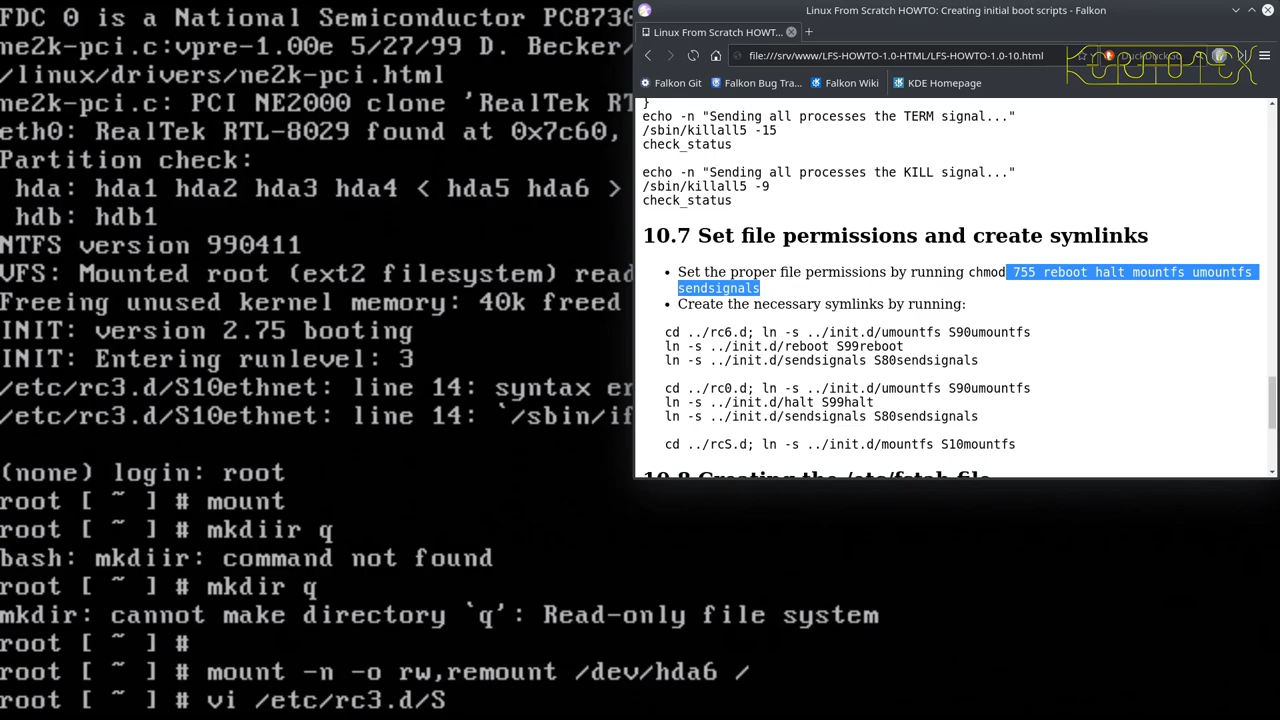 FDC 0 is a National Semiconductor PC8730
ne2k-pci.c:vpre-1.00e 5/27/99 D. Becker/
/linux/drivers/ne2k-pci.html
ne2k-pci.c: PCI NE2000 clone 'RealTek RT
eth0: RealTek RTL-8029 found at 0x7c60,
Partition check:
hda: hda1 hda2 hda3 hda4 < hda5 hda6 >
hdb: hdb1
NTFS version 990411
VFS: Mounted root (ext2 filesystem) read
Freeing unused kernel memory: 40k freed
INIT: version 2.75 booting
INIT: Entering runlevel: 3
/etc/rc3.d/S10ethnet: line 14: syntax er
/etc/rc3.d/S10ethnet: line 14: `/sbin/if
(none) login: root
root [ ~ ] # mount
root [ ~ ] # mkdiir q
bash: mkdiir: command not found
root [ ~ ] # mkdir q
mkdir: cannot make directory `q': Read-only file system
root [ ~ ] #
root [ ~ ] # mount -n -o rw,remount /dev/hda6 /
root [ ~ ] # vi /etc/rc3.d/S
Linux From Scratch HOWTO: Creating initial boot scripts - Falkon
Linux From Scratch HOWT...
file:///srv/www/LFS-HOWTO-1.0-HTML/LFS-HOWTO-1.0-10.html
Falkon Git Falkon Bug Tra... Falkon Wiki KDE Homepage
}
echo -n "Sending all processes the TERM signal..."
/sbin/killall5 -15
check_status
echo -n "Sending all processes the KILL signal..."
/sbin/killall5 -9
check_status
10.7 Set file permissions and create symlinks
• Set the proper file permissions by running chmod 755 reboot halt mountfs umountfs
sendsignals
• Create the necessary symlinks by running:
cd ../rc6.d; ln -s ../init.d/umountfs S90umountfs
ln -s ../init.d/reboot S99reboot
ln -s ../init.d/sendsignals S80sendsignals
cd ../rc0.d; ln -s ../init.d/umountfs S90umountfs
ln -s ../init.d/halt S99halt
ln -s ../init.d/sendsignals S80sendsignals
cd ../rcS.d; ln -s ../init.d/mountfs S10mountfs
10.8 Creating the /etc/fstab file